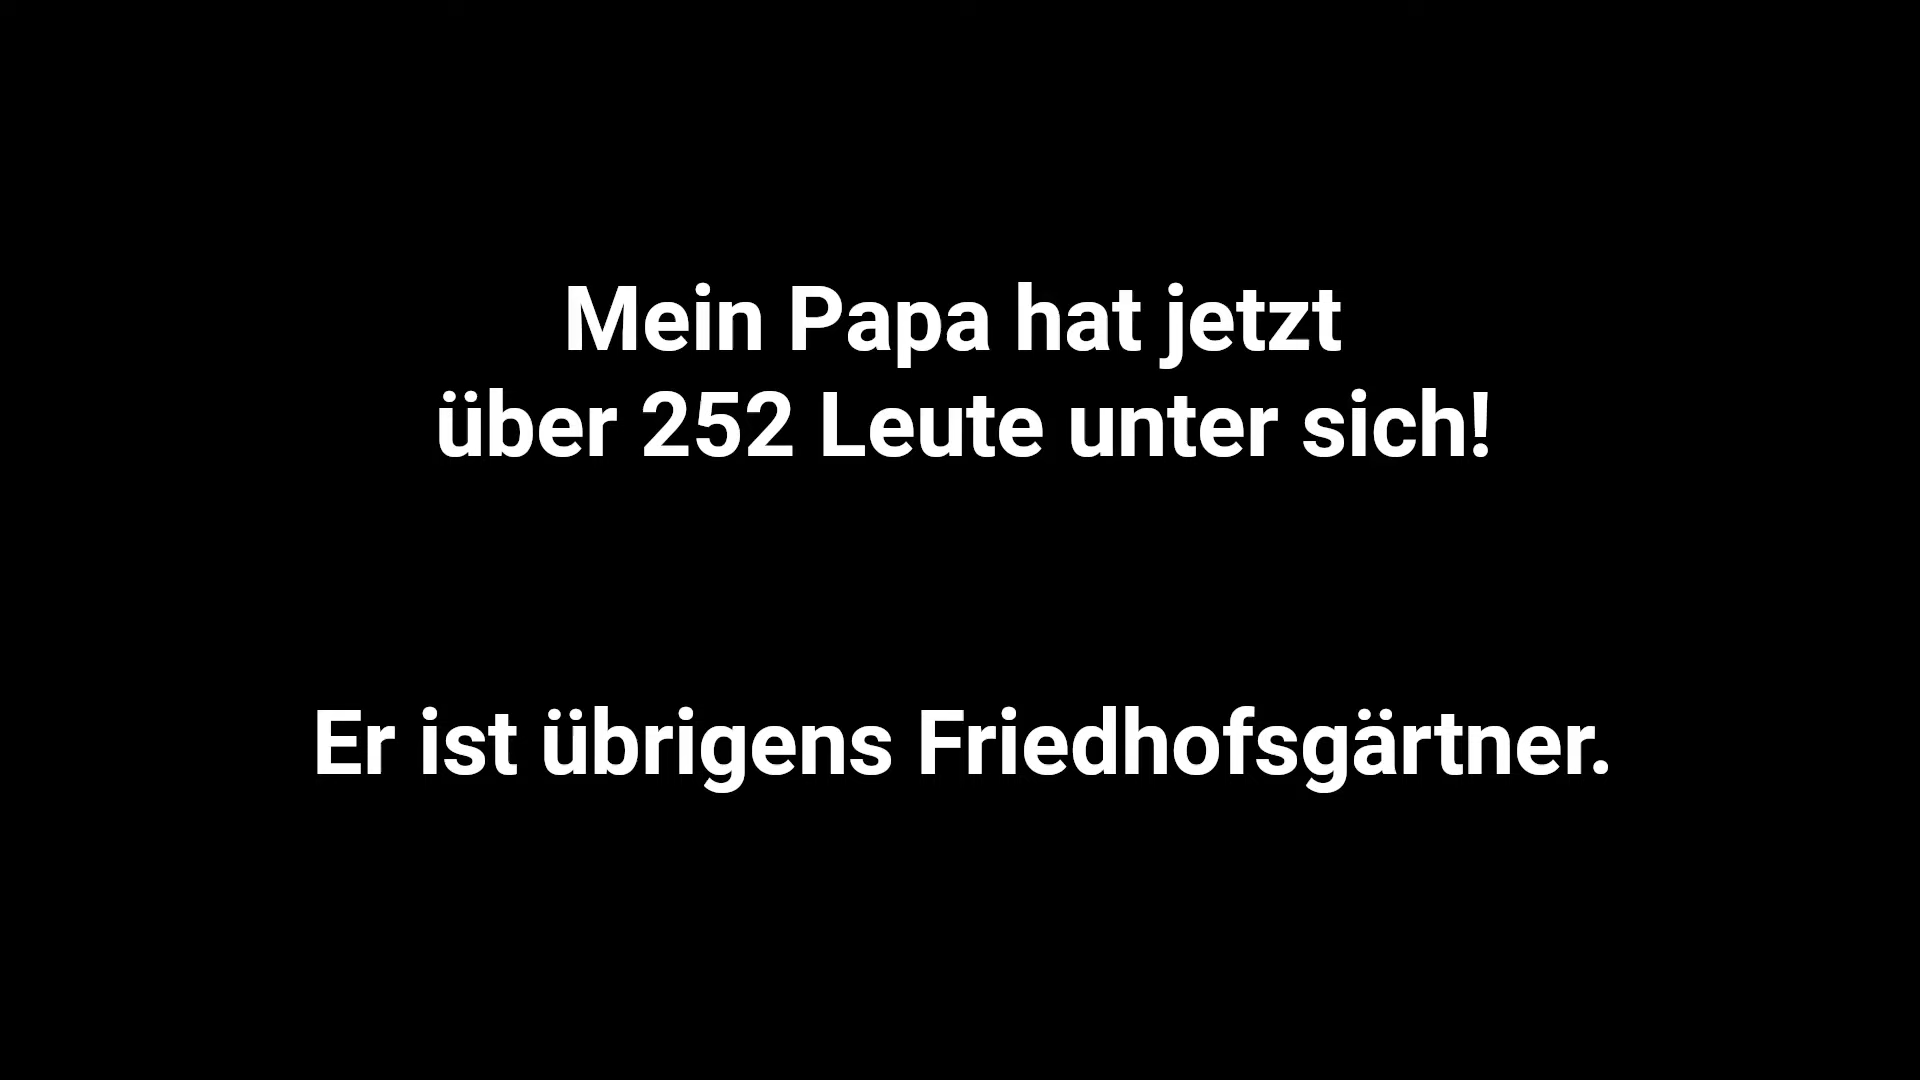 Mein Papa hat jetzt
über 252 Leute unter sich!
Er ist übrigens Friedhofsgärtner.